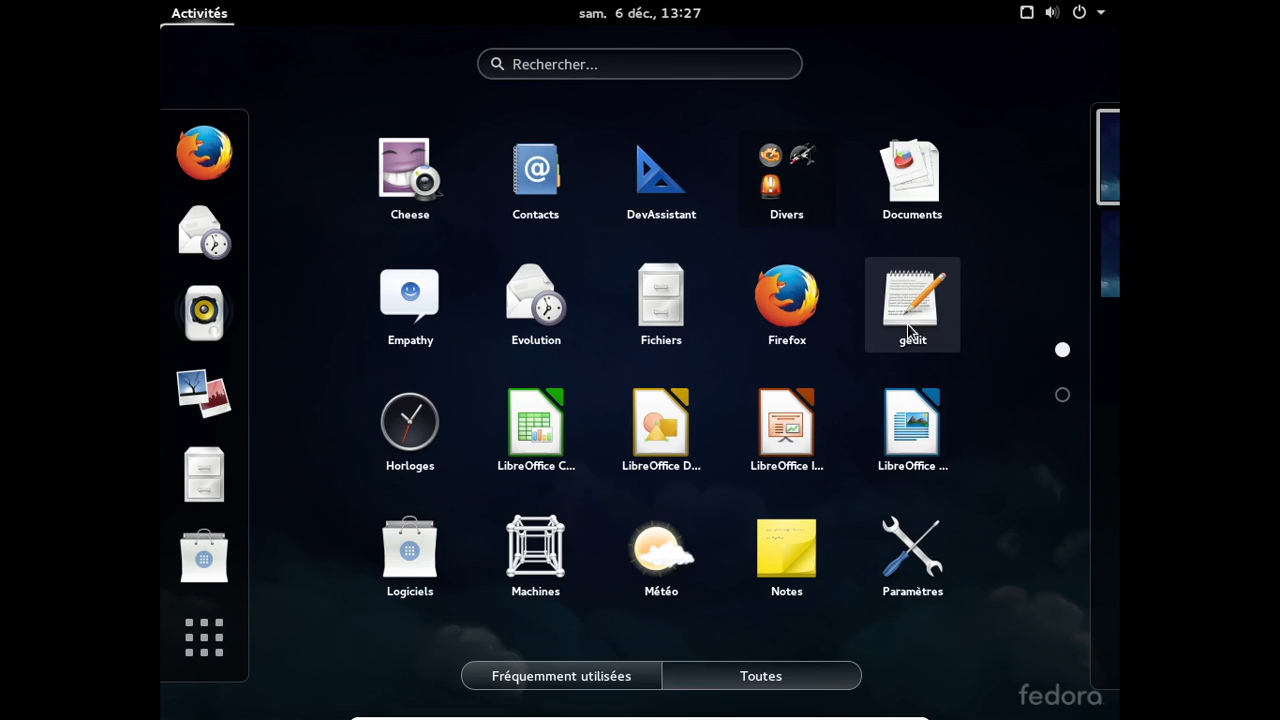 Activités
sam. 6 déc., 13:27
Rechercher...
Cheese
Contacts
DevAssistant
Divers
Documents
Empathy
Evolution
Fichiers
Firefox
gedit
Horloges
LibreOffice C...
LibreOffice D...
LibreOffice I...
LibreOffice ...
Logiciels
Machines
Météo
Notes
Paramètres
Fréquemment utilisées
Toutes
fedora